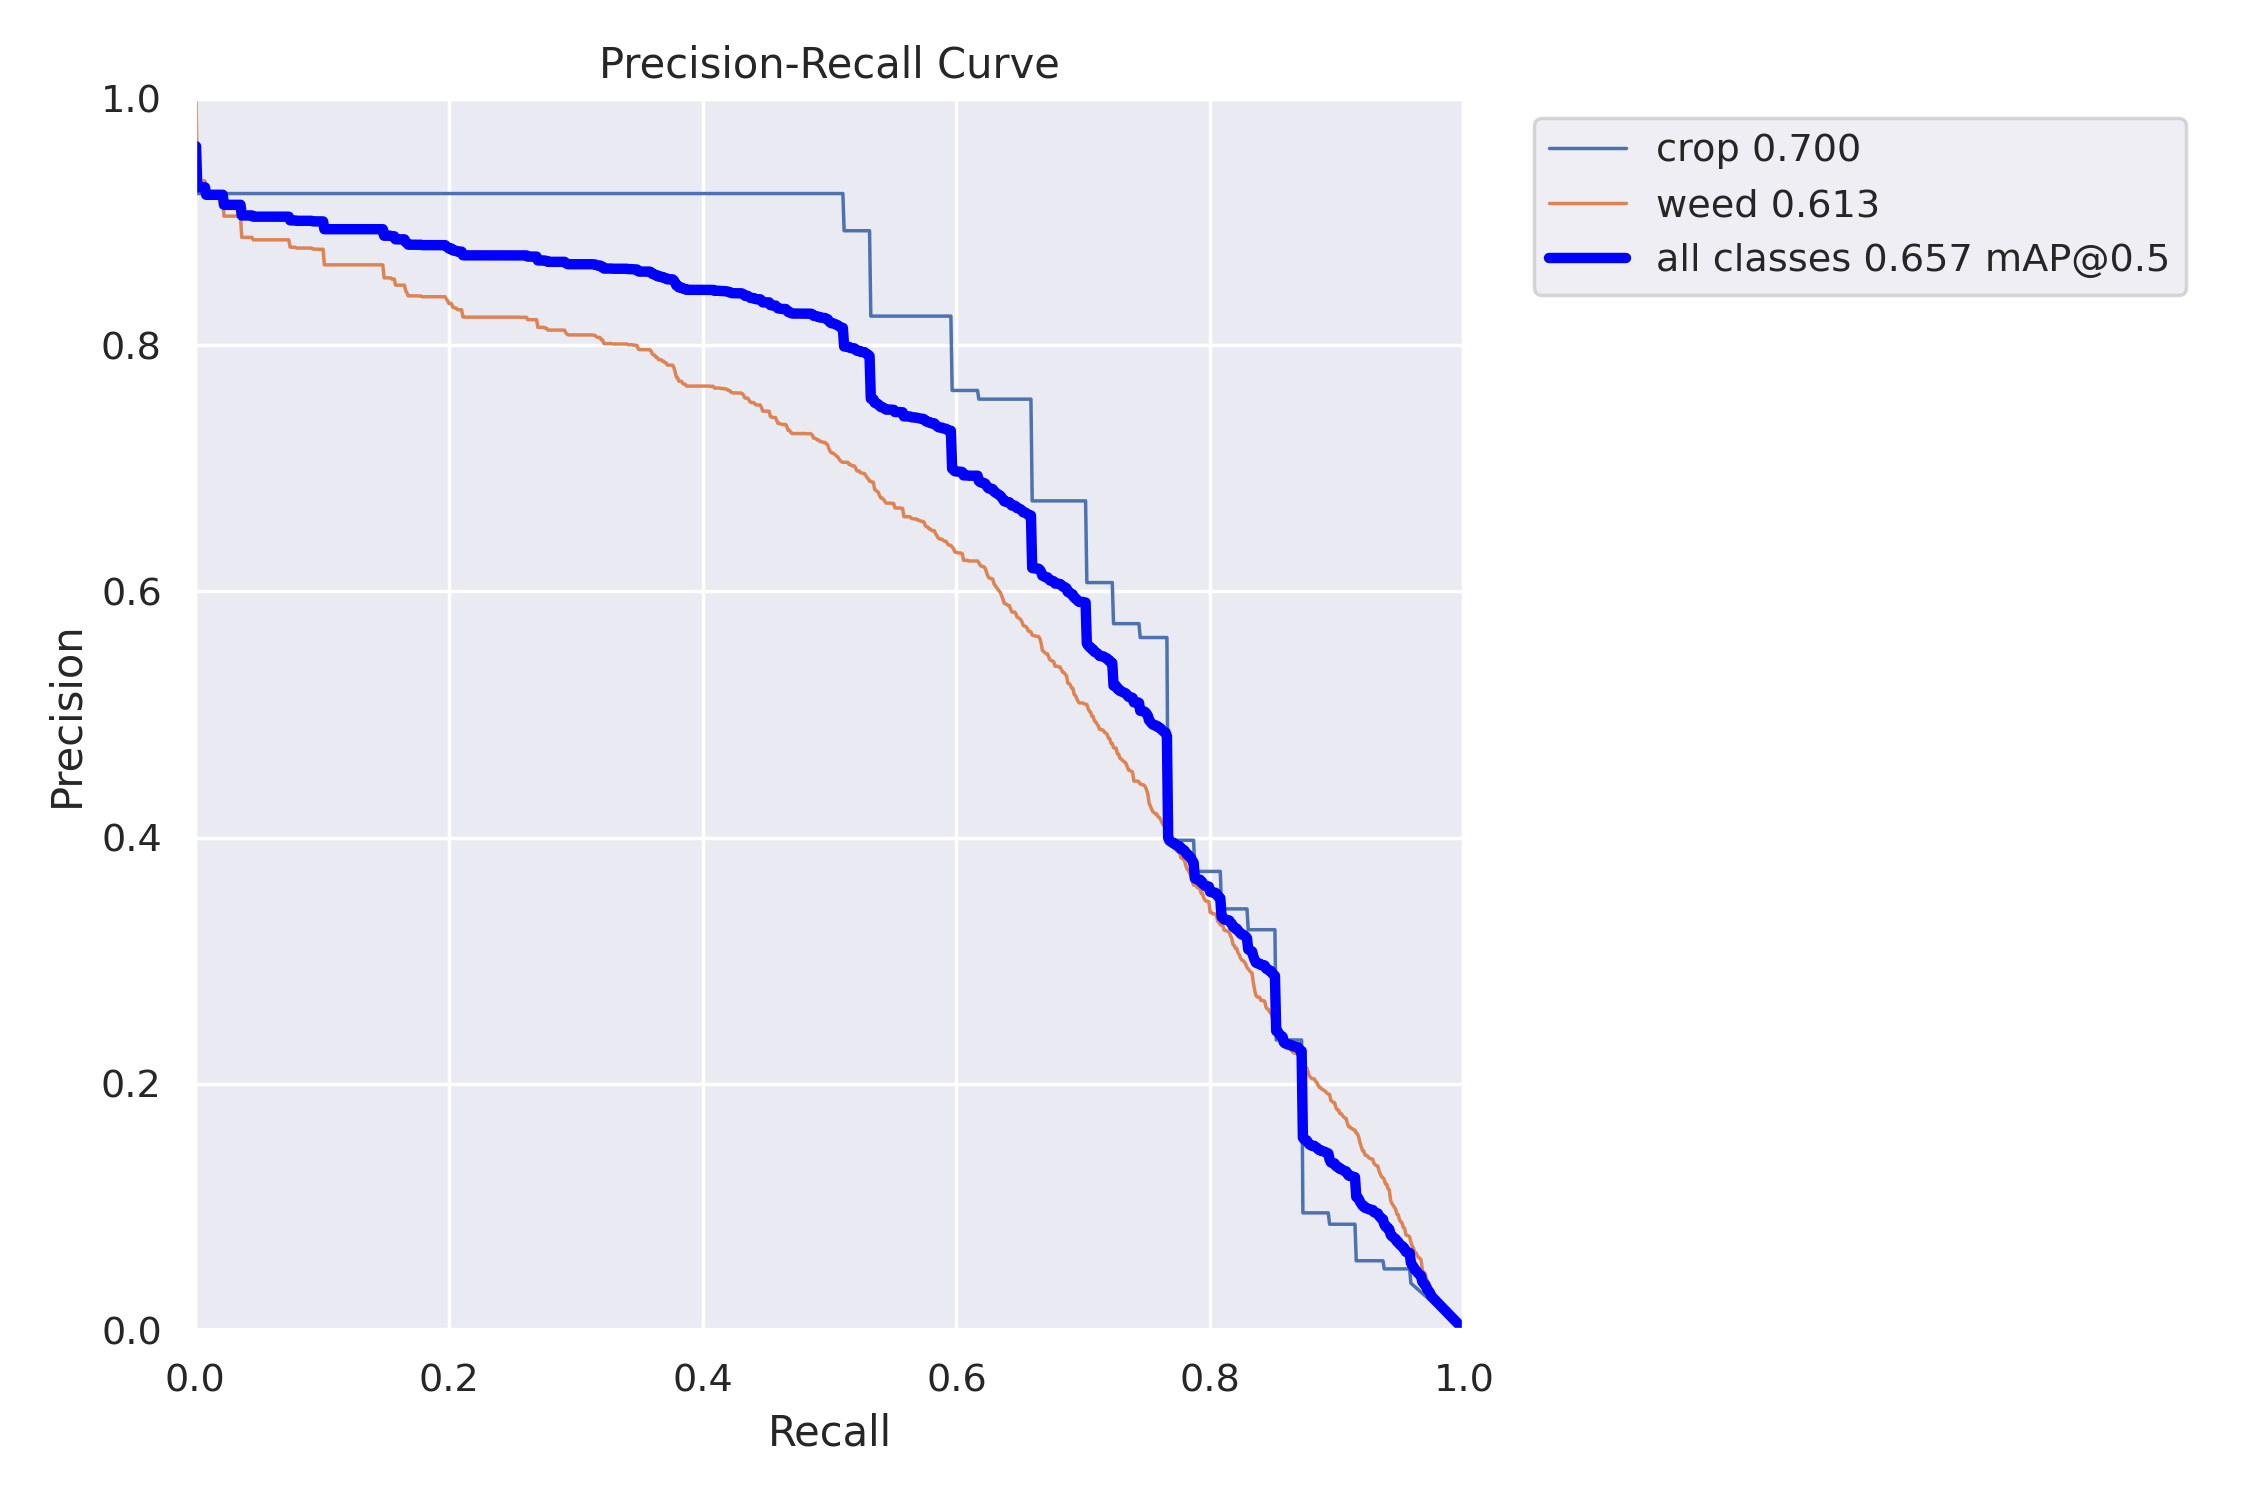 Precision-Recall Curve
crop 0.700
weed 0.613
all classes 0.657 mAP@0.5
Precision
1.0
0.8
0.6
0.4
0.2
0.0
0.0 0.2 0.4 0.6 0.8 1.0
Recall